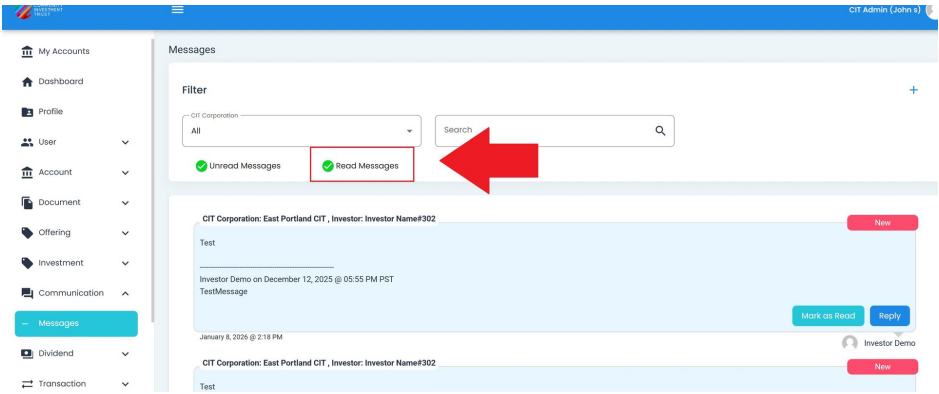 COMMUNITY
INVESTMENT
TRUST
CIT Admin (John s)
My Accounts
Dashboard
Profile
User
Account
Document
Offering
Investment
Communication
Messages
Dividend
Transaction
Messages
Filter
CIT Corporation
All
Search
Unread Messages
Read Messages
CIT Corporation: East Portland CIT , Investor: Investor Name#302
New
Test
Investor Demo on December 12, 2025 @ 05:55 PM PST
TestMessage
Mark as Read Reply
January 8, 2026 @ 2:18 PM
Investor Demo
CIT Corporation: East Portland CIT , Investor: Investor Name#302
New
Test